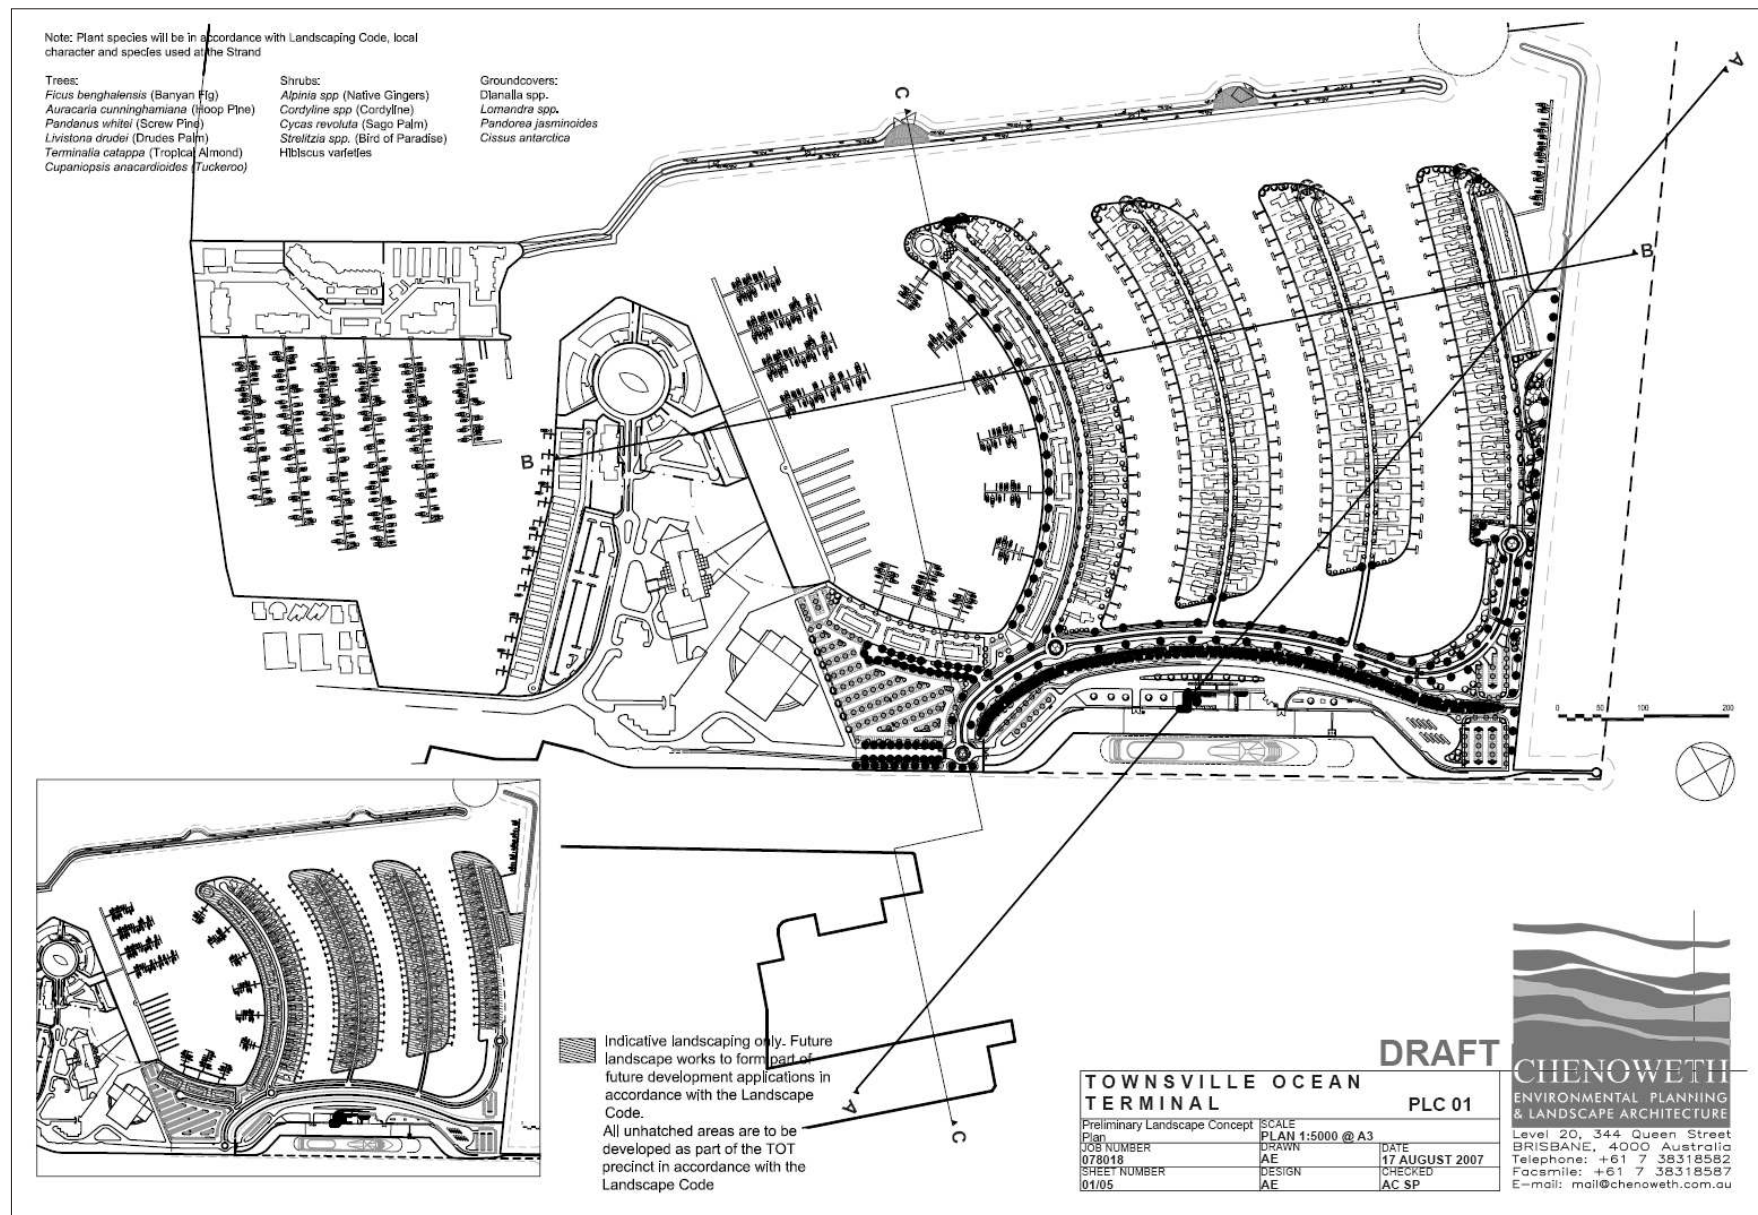 Note: Plant species will be in accordance with Landscaping Code, local
character and species used at the Strand
Trees:
Ficus benghalensis (Banyan Fig)
Auracaria cunninghamiana (Hoop Pine)
Pandanus whitei (Screw Pine)
Livistona drudei (Drudes Palm)
Terminalia catappa (Tropical Almond)
Cupaniopsis anacardioides (Tuckeroo)
Shrubs:
Alpinia spp (Native Gingers)
Cordyline spp (Cordyline)
Cycas revoluta (Sago Palm)
Strelitzia spp. (Bird of Paradise)
Hibiscus varieties
Groundcovers:
Dianalla spp.
Lomandra spp.
Pandorea jasminoides
Cissus antarctica
C
A
B
B
0 50 100 200
A
C
Indicative landscaping only. Future
landscape works to form part of
future development applications in
accordance with the Landscape
Code.
All unhatched areas are to be
developed as part of the TOT
precinct in accordance with the
Landscape Code
DRAFT
TOWNSVILLE OCEAN
TERMINAL PLC 01
Preliminary Landscape Concept
Plan
SCALE
PLAN 1:5000 @ A3
JOB NUMBER
078018
DRAWN
AE
DATE
17 AUGUST 2007
SHEET NUMBER
01/05
DESIGN
AE
CHECKED
AC SP
CHENOWETH
ENVIRONMENTAL PLANNING
& LANDSCAPE ARCHITECTURE
Level 20, 344 Queen Street
BRISBANE, 4000 Australia
Telephone: +61 7 38318582
Facsmile: +61 7 38318587
E-mail: mail@chenoweth.com.au